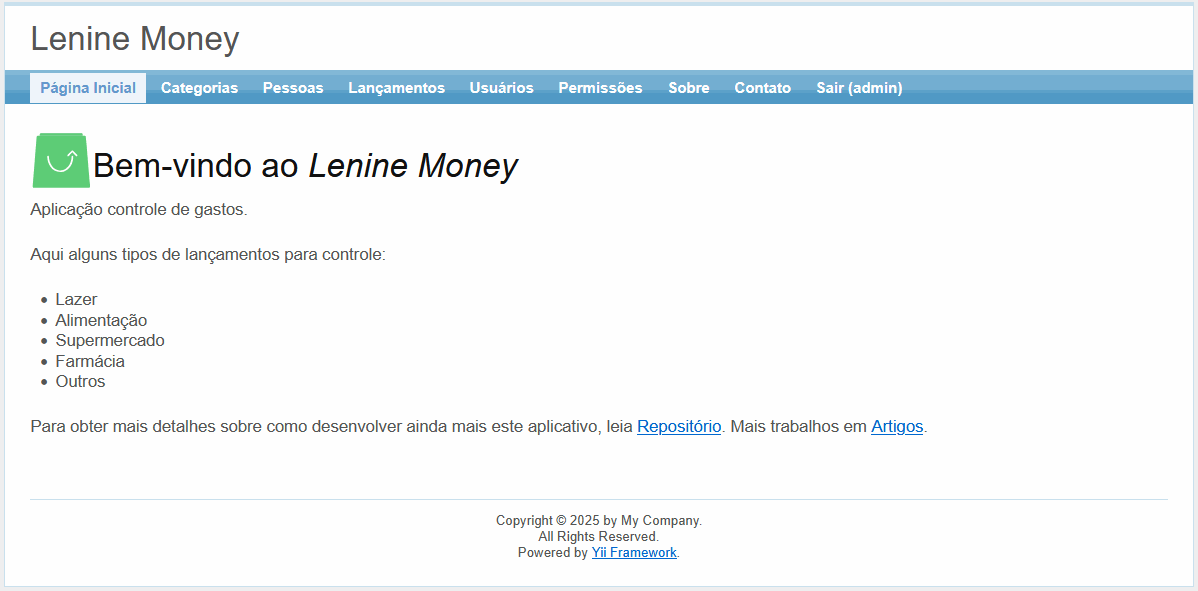 Lenine Money
Página Inicial Categorias Pessoas Lançamentos Usuários Permissões Sobre Contato Sair (admin)
Bem-vindo ao Lenine Money
Aplicação controle de gastos.
Aqui alguns tipos de lançamentos para controle:
Lazer
Alimentação
Supermercado
Farmácia
Outros
Para obter mais detalhes sobre como desenvolver ainda mais este aplicativo, leia Repositório. Mais trabalhos em Artigos.
Copyright © 2025 by My Company.
All Rights Reserved.
Powered by Yii Framework.